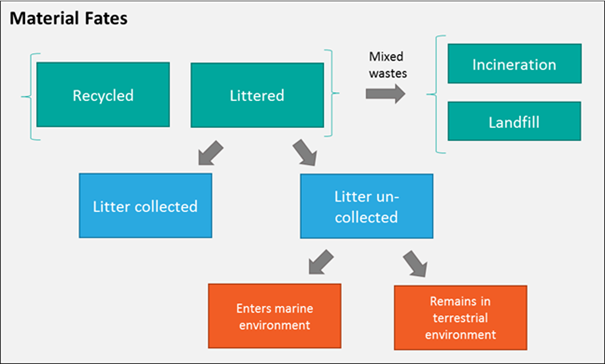 Material Fates
Recycled
Littered
Mixed
wastes
Incineration
Landfill
Litter collected
Litter un-
collected
Enters marine
environment
Remains in
terrestrial
environment